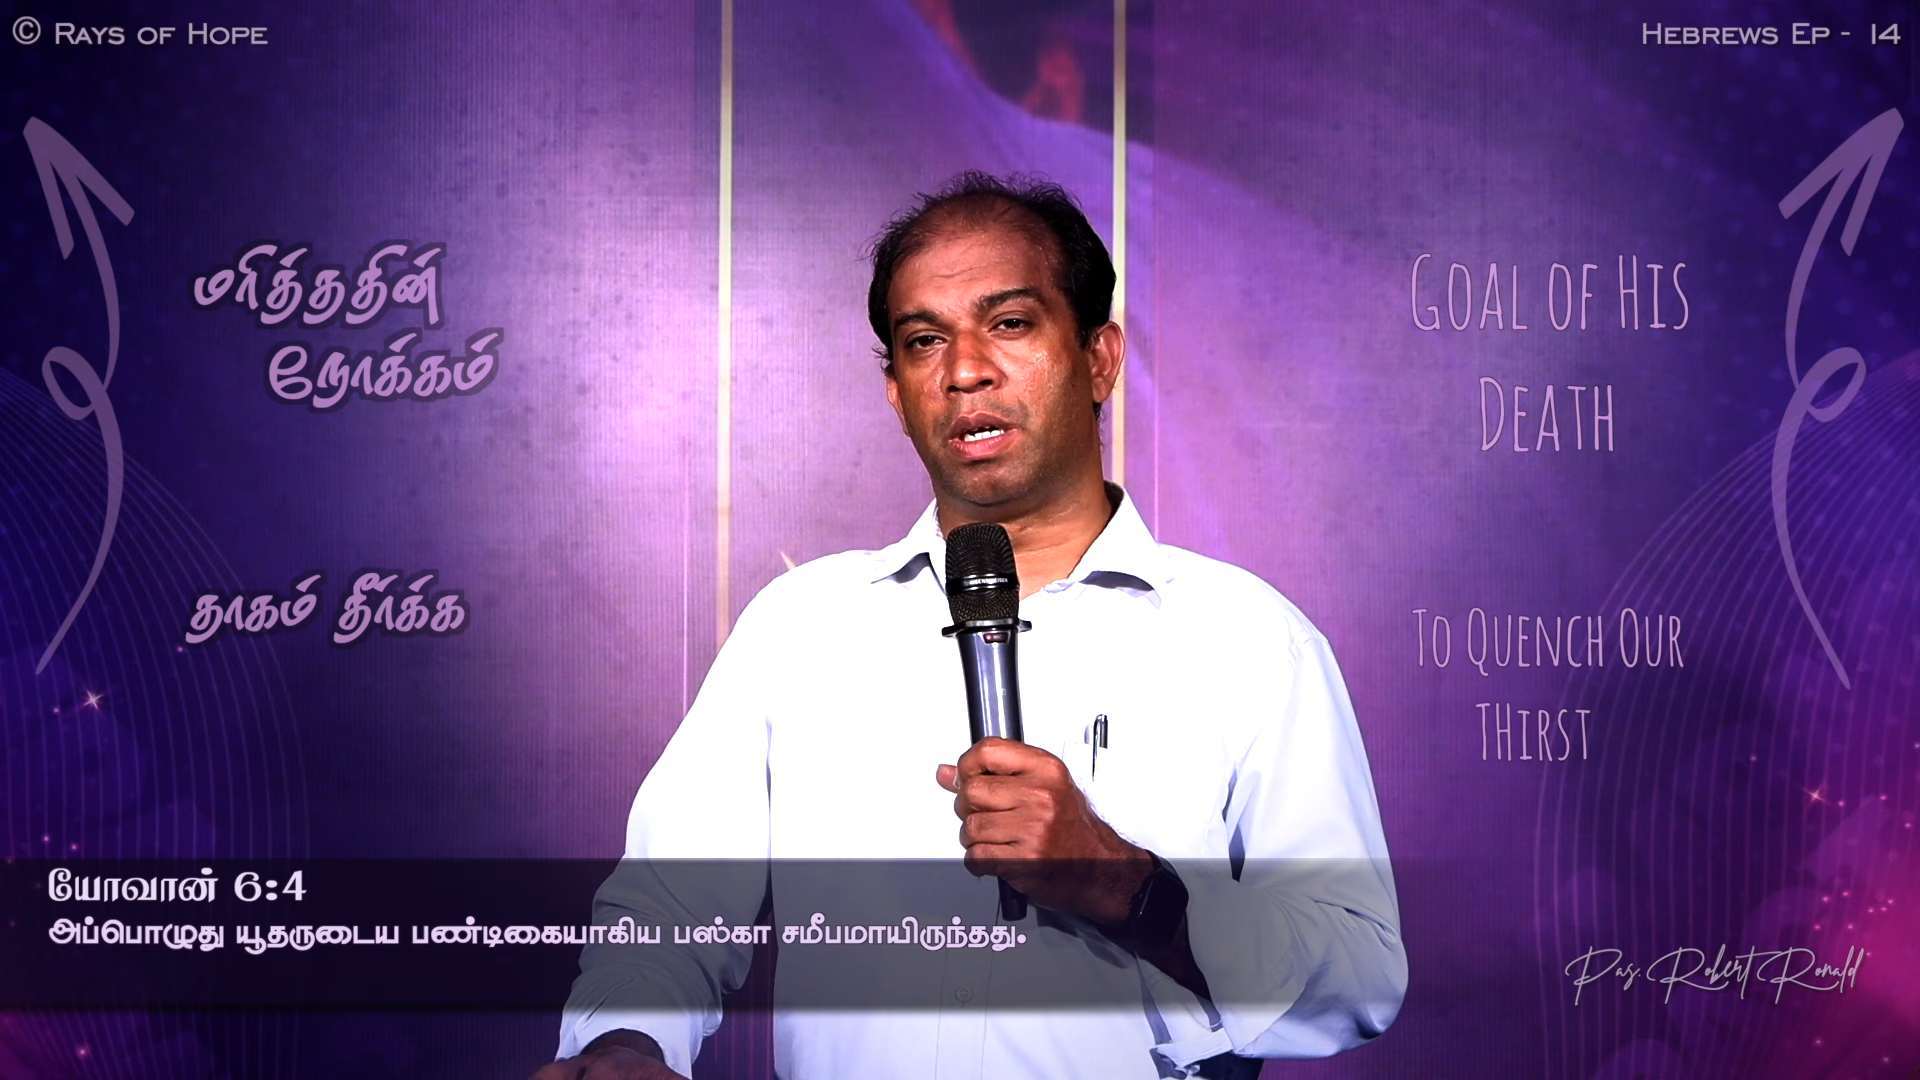 © Rays of Hope
Hebrews Ep - 14
மரித்ததின்
நோக்கம்
தாகம் தீர்க்க
Goal of His
Death
To Quench Our
Thirst
யோவான் 6:4
அப்பொழுது யூதருடைய பண்டிகையாகிய பஸ்கா சமீபமாயிருந்தது.
Pas. Robert Ronald